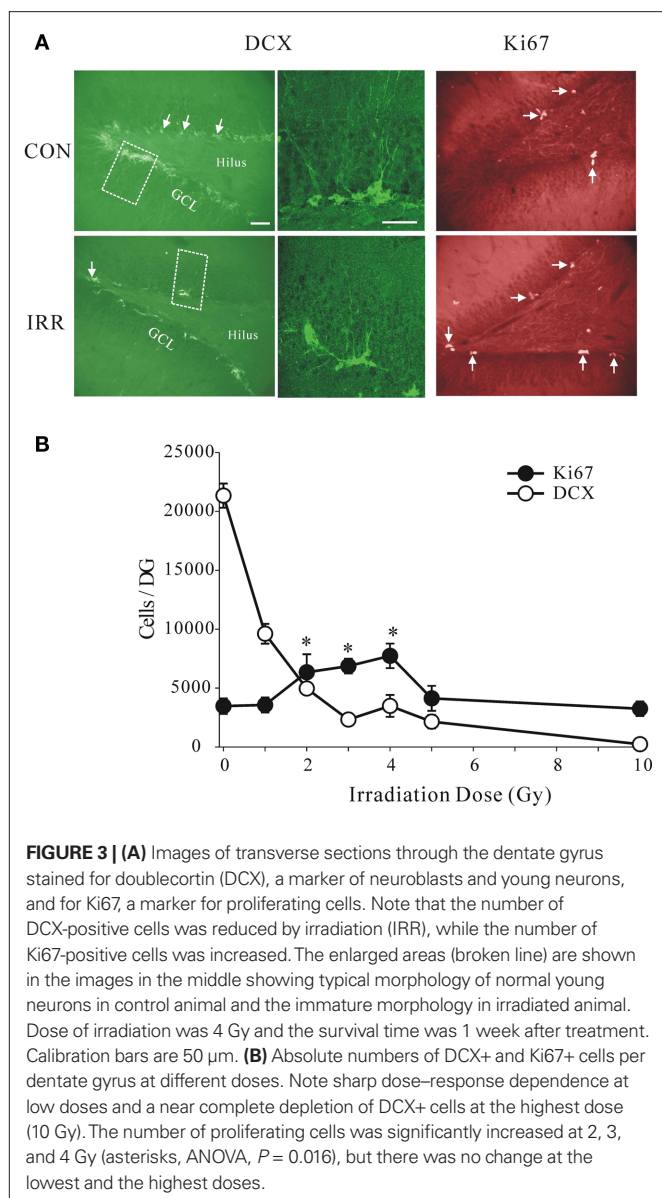 A
DCX
Ki67
CON
Hilus
GCL
IRR
GCL
Hilus
B
25000
20000
15000
10000
5000
0
Cells / DG
Ki67
DCX
*
*
*
0
2
4
6
8
10
Irradiation Dose (Gy)
FIGURE 3 | (A) Images of transverse sections through the dentate gyrus
stained for doublecortin (DCX), a marker of neuroblasts and young neurons,
and for Ki67, a marker for proliferating cells. Note that the number of
DCX-positive cells was reduced by irradiation (IRR), while the number of
Ki67-positive cells was increased. The enlarged areas (broken line) are shown
in the images in the middle showing typical morphology of normal young
neurons in control animal and the immature morphology in irradiated animal.
Dose of irradiation was 4 Gy and the survival time was 1 week after treatment.
Calibration bars are 50 µm. (B) Absolute numbers of DCX+ and Ki67+ cells per
dentate gyrus at different doses. Note sharp dose–response dependence at
low doses and a near complete depletion of DCX+ cells at the highest dose
(10 Gy). The number of proliferating cells was significantly increased at 2, 3,
and 4 Gy (asterisks, ANOVA, P = 0.016), but there was no change at the
lowest and the highest doses.